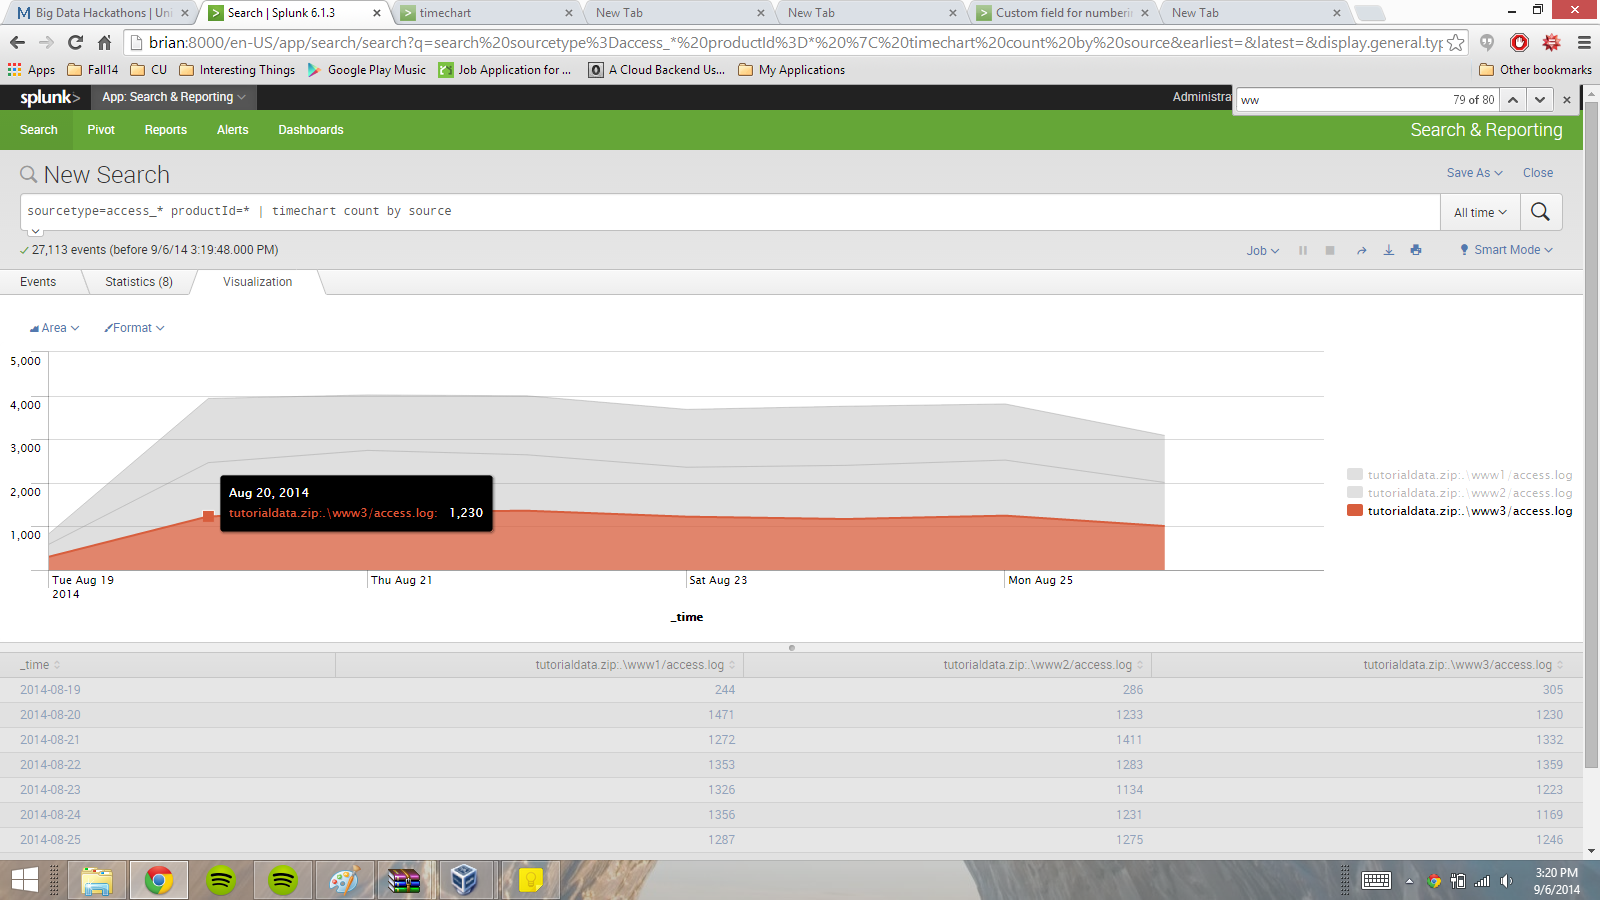 Big Data Hackathons | Uni
Search | Splunk 6.1.3
timechart
New Tab
New Tab
Custom field for numberin
New Tab
brian:8000/en-US/app/search/search?q=search%20sourcetype%3Daccess_*%20productId%3D*%20%7C%20timechart%20count%20by%20source&earliest=&latest=&display.general.typ
Apps
Fall14
CU
Interesting Things
Google Play Music
Job Application for ...
A Cloud Backend Us...
My Applications
Other bookmarks
splunk>
App: Search & Reporting
Administra
ww
79 of 80
Search
Pivot
Reports
Alerts
Dashboards
Search & Reporting
New Search
Save As
Close
sourcetype=access_* productId=* | timechart count by source
All time
27,113 events (before 9/6/14 3:19:48.000 PM)
Job
Smart Mode
Events
Statistics (8)
Visualization
Area
Format
5,000
4,000
3,000
2,000
1,000
Aug 20, 2014
tutorialdata.zip:.\www3/access.log: 1,230
tutorialdata.zip:.\www1/access.log
tutorialdata.zip:.\www2/access.log
tutorialdata.zip:.\www3/access.log
Tue Aug 19
2014
Thu Aug 21
Sat Aug 23
Mon Aug 25
_time
_time tutorialdata.zip:.\www1/access.log tutorialdata.zip:.\www2/access.log tutorialdata.zip:.\www3/access.log
2014-08-19 244 286 305
2014-08-20 1471 1233 1230
2014-08-21 1272 1411 1332
2014-08-22 1353 1283 1359
2014-08-23 1326 1134 1223
2014-08-24 1356 1231 1169
2014-08-25 1287 1275 1246
3:20 PM
9/6/2014